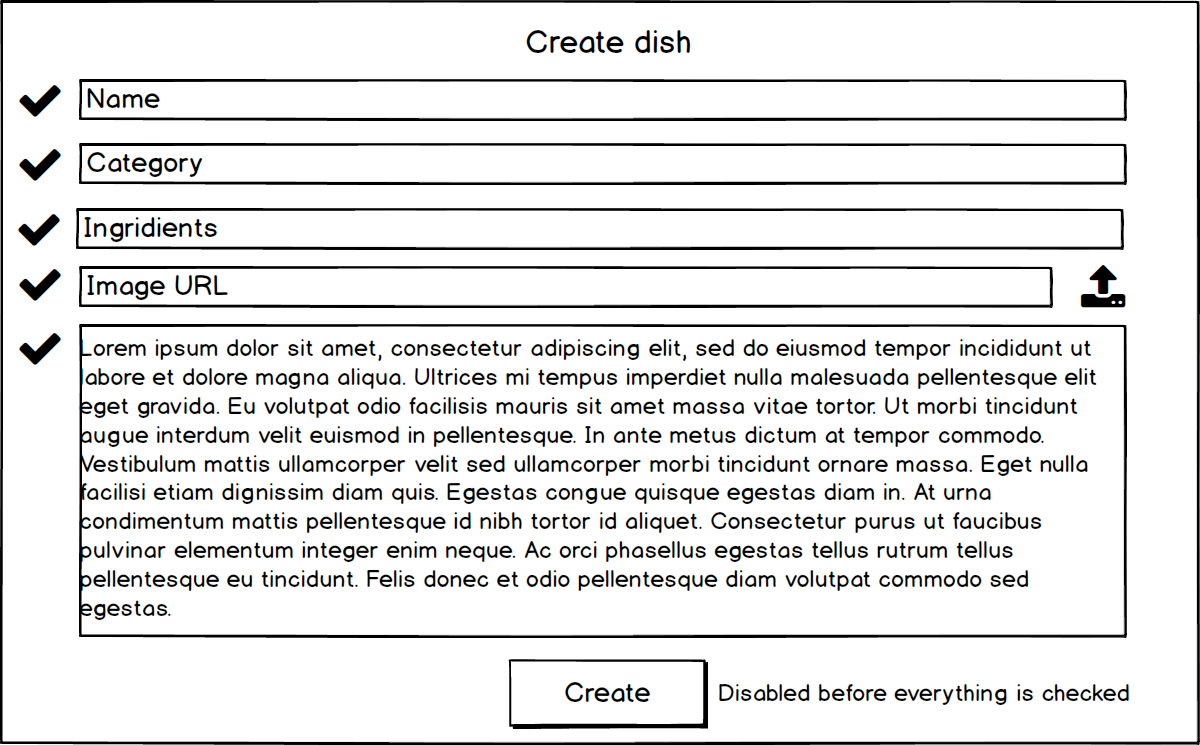 Create dish
Name
Category
Ingridients
Image URL
Lorem ipsum dolor sit amet, consectetur adipiscing elit, sed do eiusmod tempor incididunt ut
labore et dolore magna aliqua. Ultrices mi tempus imperdiet nulla malesuada pellentesque elit
eget gravida. Eu volutpat odio facilisis mauris sit amet massa vitae tortor. Ut morbi tincidunt
augue interdum velit euismod in pellentesque. In ante metus dictum at tempor commodo.
Vestibulum mattis ullamcorper velit sed ullamcorper morbi tincidunt ornare massa. Eget nulla
facilisi etiam dignissim diam quis. Egestas congue quisque egestas diam in. At urna
condimentum mattis pellentesque id nibh tortor id aliquet. Consectetur purus ut faucibus
pulvinar elementum integer enim neque. Ac orci phasellus egestas tellus rutrum tellus
pellentesque eu tincidunt. Felis donec et odio pellentesque diam volutpat commodo sed
egestas.
Create
Disabled before everything is checked